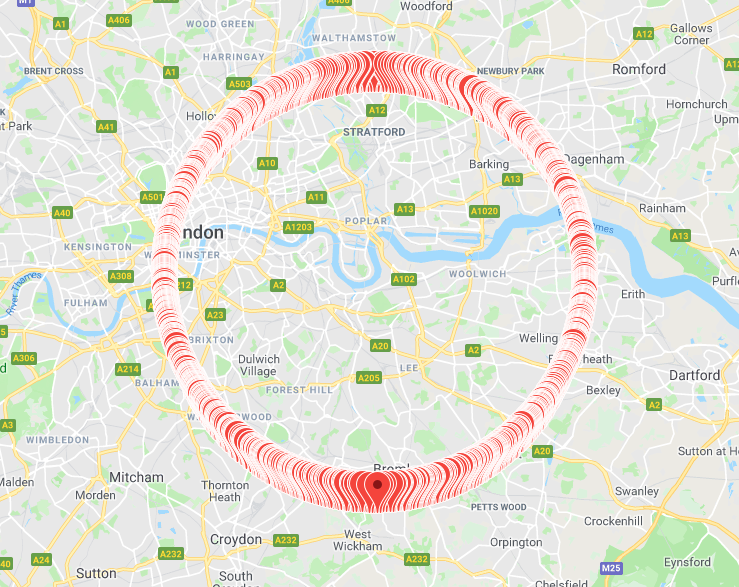 M1
A406
A406
Woodford
A1
WOOD GREEN
WALTHAMSTOW
A12
Gallows
Corner
HARRINGAY
BRENT CROSS
A1
A503
NEWBURY PARK
Romford
A12
A41
t Park
Hollo
STRATFORD
Hornchurch
Upm
A10
Barking
Dagenham
A13
A501
A11
A13
A1020
Rainham
A40
ndon
A1203
POPLAR
A13
KENSINGTON
W
MINSTER
A308
A2
A102
WOOLWICH
River Thames
FULHAM
A23
Erith
Purfle
BRIXTON
A20
A2
Welling
A306
A214
Dulwich
Village
LEE
heath
BALHAM
A205
FOREST HILL
Bexley
Dartford
A3
A2
WIMBLEDON
WOOD
A20
Sutton at H
Broml
Malden
Mitcham
Morden
Thornton
Heath
PETTS WOOD
Swanley
Crockenhill
Croydon
A232
West
Wickham
Orpington
A24
A232
A232
M25
Eynsford
Sutton
South
Chelsfield